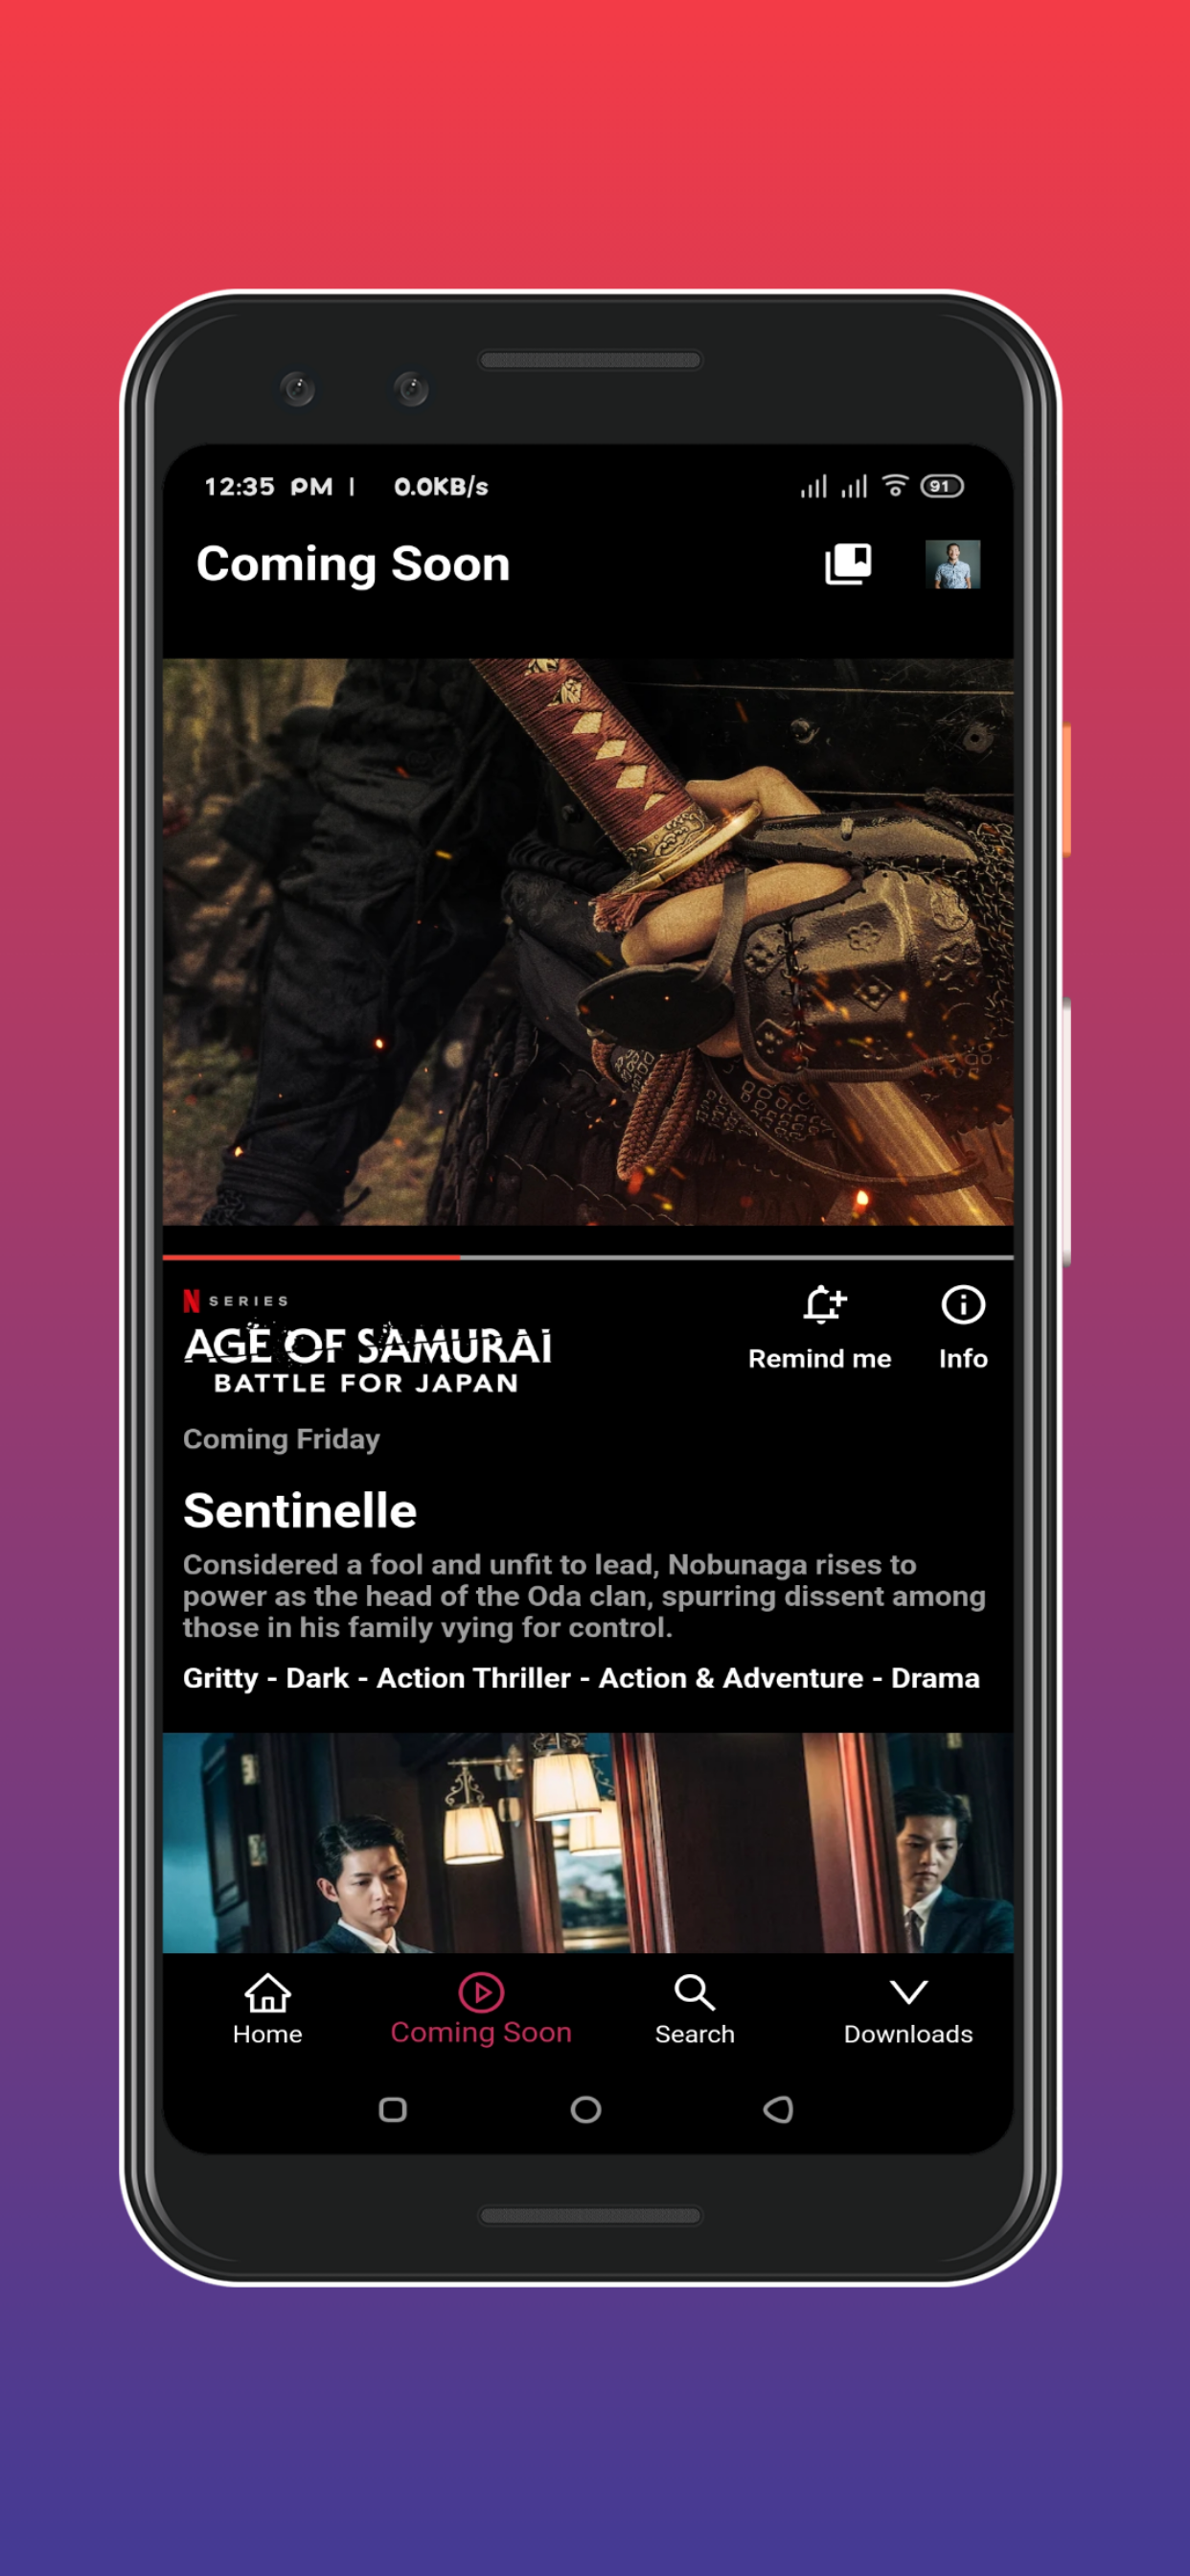 12:35 PM | 0.0KB/s 91
Coming Soon
N SERIES
AGE OF SAMURAI
BATTLE FOR JAPAN
Remind me Info
Coming Friday
Sentinelle
Considered a fool and unfit to lead, Nobunaga rises to
power as the head of the Oda clan, spurring dissent among
those in his family vying for control.
Gritty - Dark - Action Thriller - Action & Adventure - Drama
Home Coming Soon Search Downloads